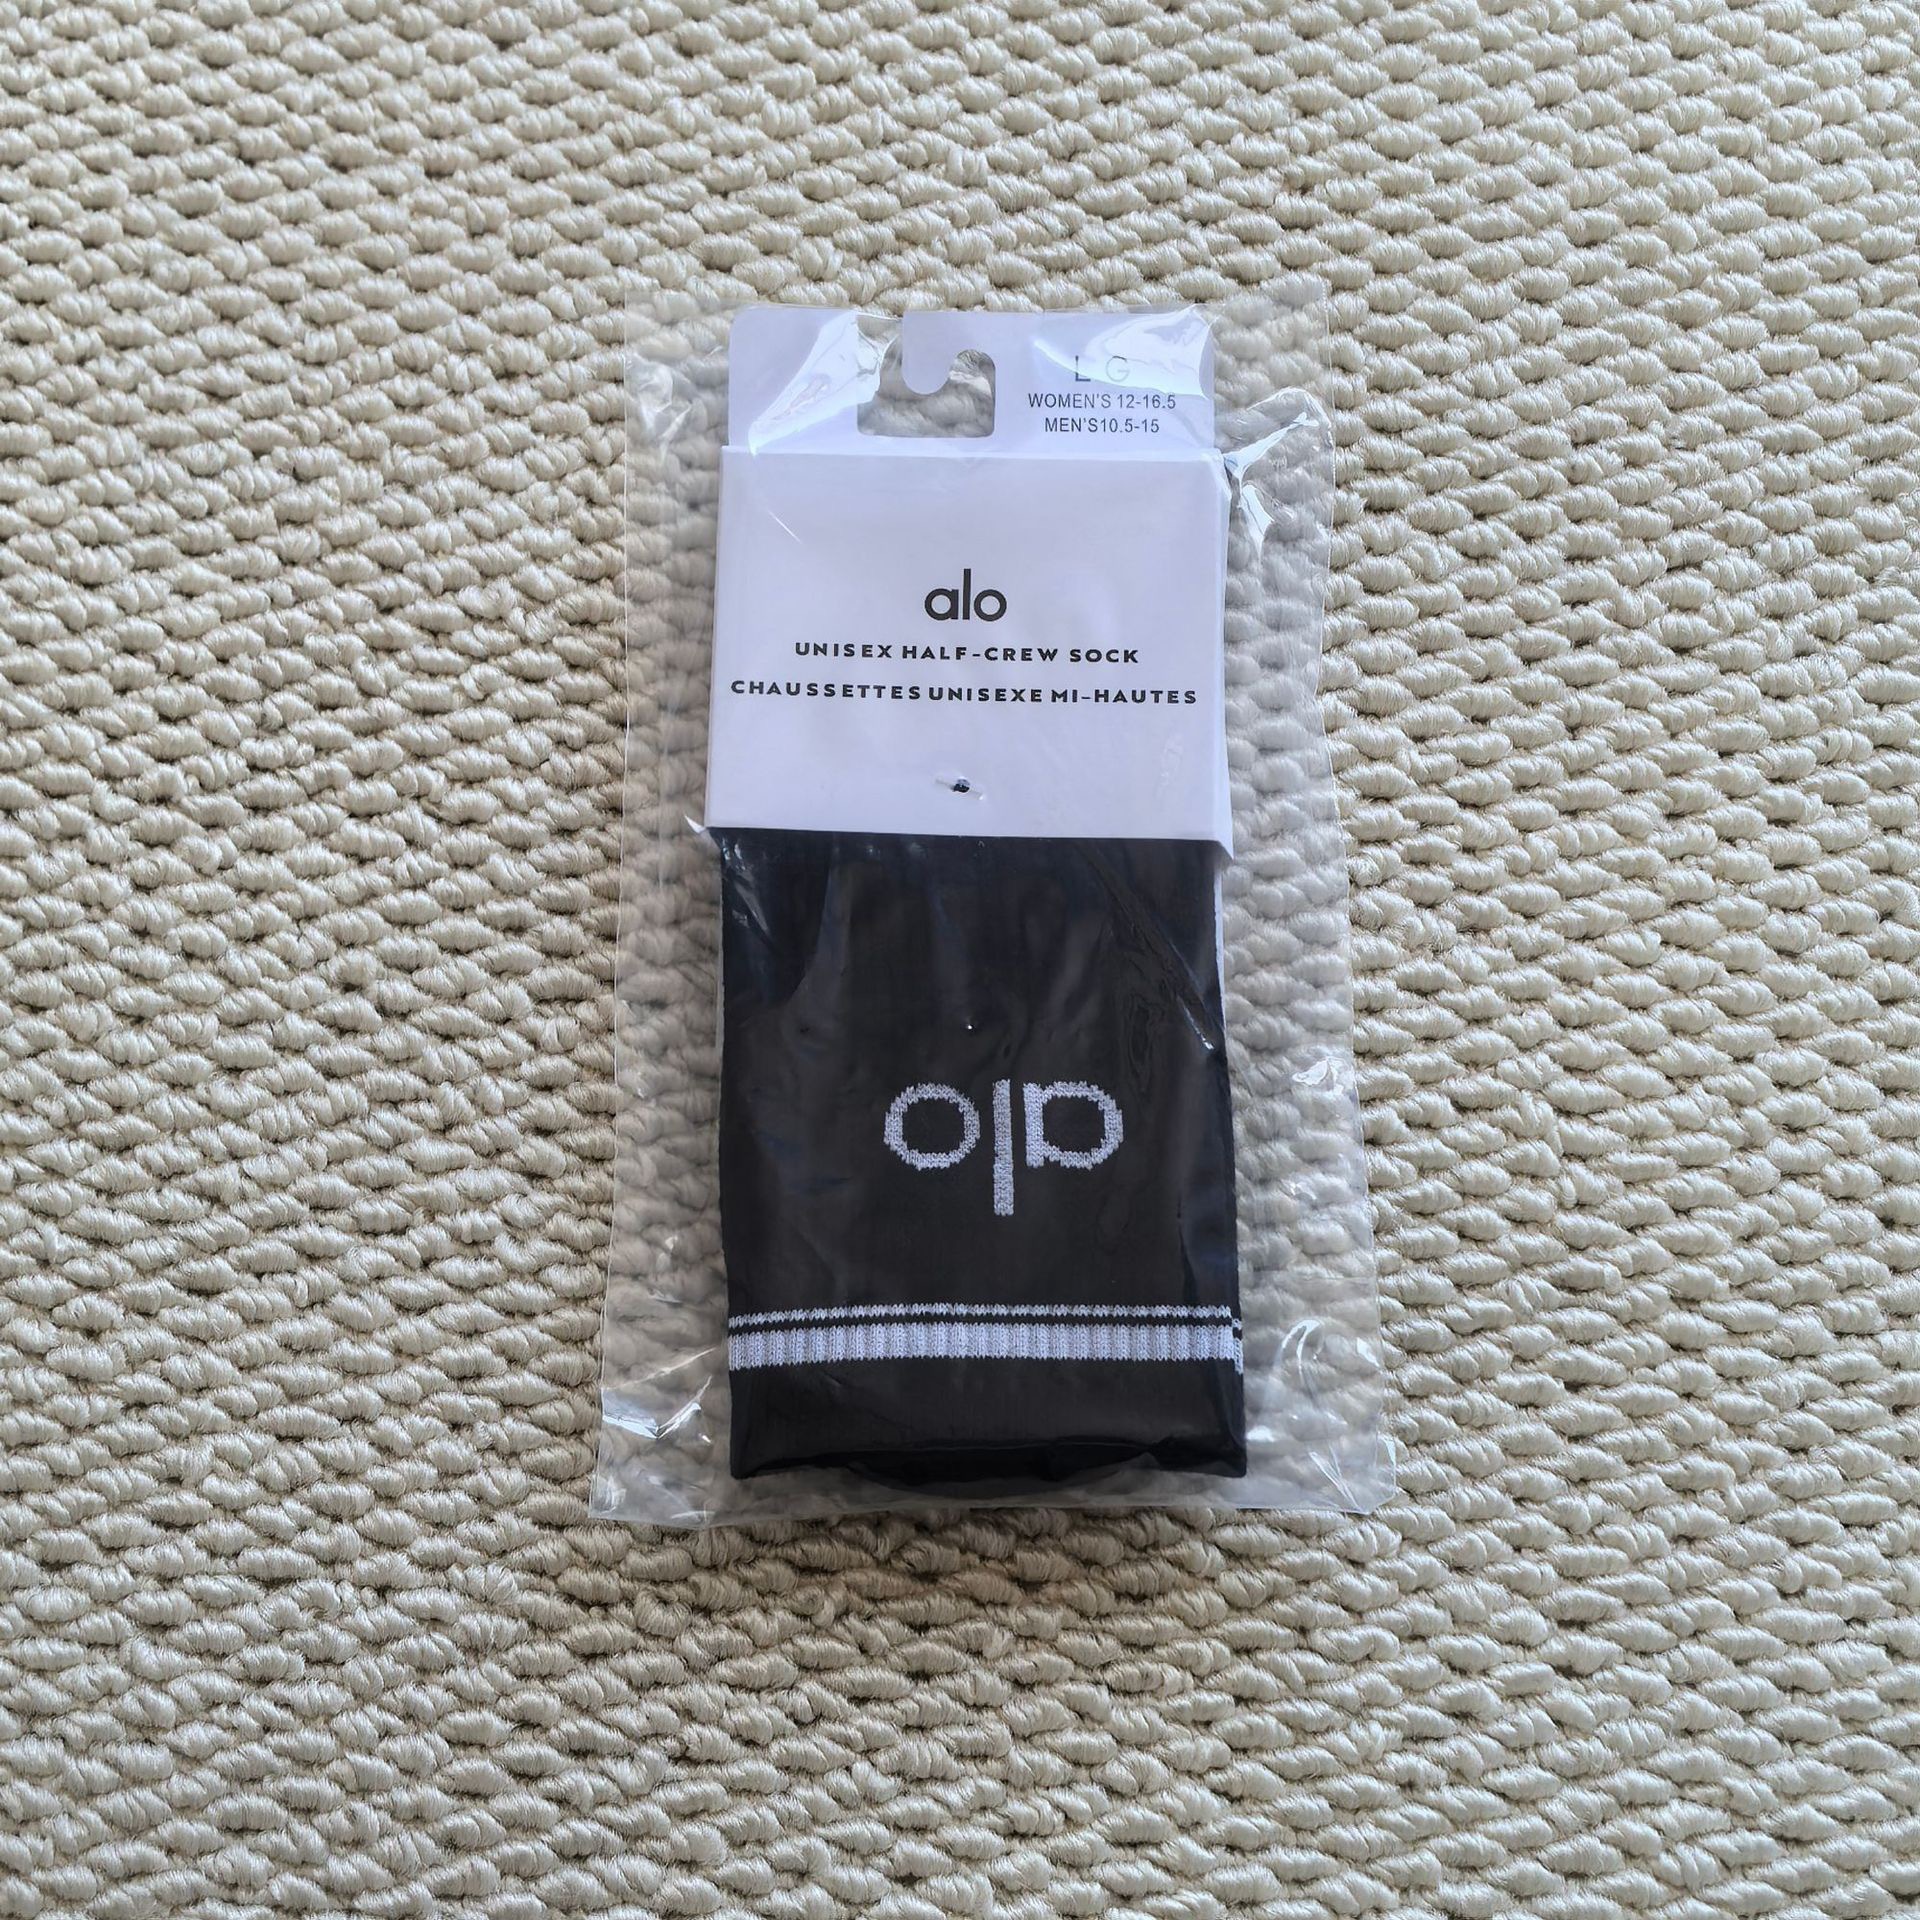 L G
WOMEN'S 12-16.5
MEN'S10.5-15
alo
UNISEX HALF-CREW SOCK
CHAUSSETTES UNISEXE MI-HAUTES
alo